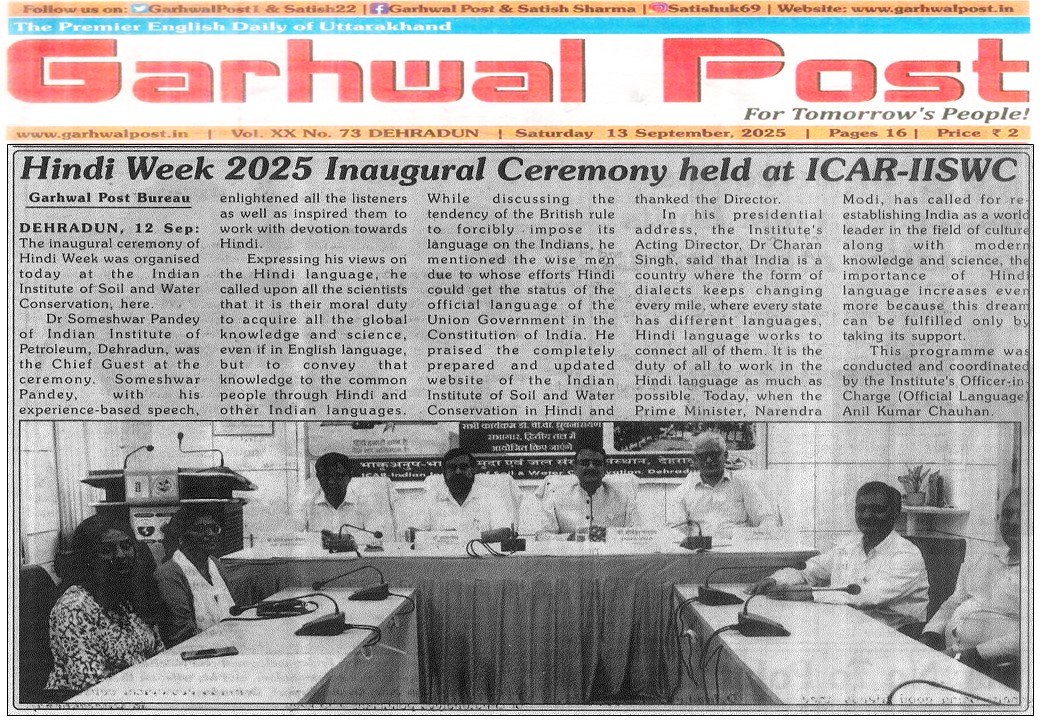 Follow us on: GarhwalPost1 & Satish22 | Garhwal Post & Satish Sharma | Satishuk69 | Website: www.garhwalpost.in
The Premier English Daily of Uttarakhand
Garhwal Post
For Tomorrow's People!
www.garhwalpost.in | Vol. XX No. 73 DEHRADUN | Saturday 13 September, 2025 | Pages 16 | Price ₹ 2
Hindi Week 2025 Inaugural Ceremony held at ICAR-IISWC
Garhwal Post Bureau
DEHRADUN, 12 Sep:
The inaugural ceremony of
Hindi Week was organised
today at the Indian
Institute of Soil and Water
Conservation, here.
Dr Someshwar Pandey
of Indian Institute of
Petroleum, Dehradun, was
the Chief Guest at the
ceremony. Someshwar
Pandey, with his
experience-based speech,
enlightened all the listeners
as well as inspired them to
work with devotion towards
Hindi.
Expressing his views on
the Hindi language, he
called upon all the scientists
that it is their moral duty
to acquire all the global
knowledge and science,
even if in English language,
but to convey that
knowledge to the common
people through Hindi and
other Indian languages.
While discussing the
tendency of the British rule
to forcibly impose its
language on the Indians, he
mentioned the wise men
due to whose efforts Hindi
could get the status of the
official language of the
Union Government in the
Constitution of India. He
praised the completely
prepared and updated
website of the Indian
Institute of Soil and Water
Conservation in Hindi and
thanked the Director.
In his presidential
address, the Institute's
Acting Director, Dr Charan
Singh, said that India is a
country where the form of
dialects keeps changing
every mile, where every state
has different languages,
Hindi language works to
connect all of them. It is the
duty of all to work in the
Hindi language as much as
possible. Today, when the
Prime Minister, Narendra
Modi, has called for re-
establishing India as a world
leader in the field of culture
along with modern
knowledge and science, the
importance of Hindi
language increases even
more because this dream
can be fulfilled only by
taking its support.
This programme was
conducted and coordinated
by the Institute's Officer-in-
Charge (Official Language)
Anil Kumar Chauhan.
सभागार, द्वितीय तल में
आयोजित किए जाएंगे